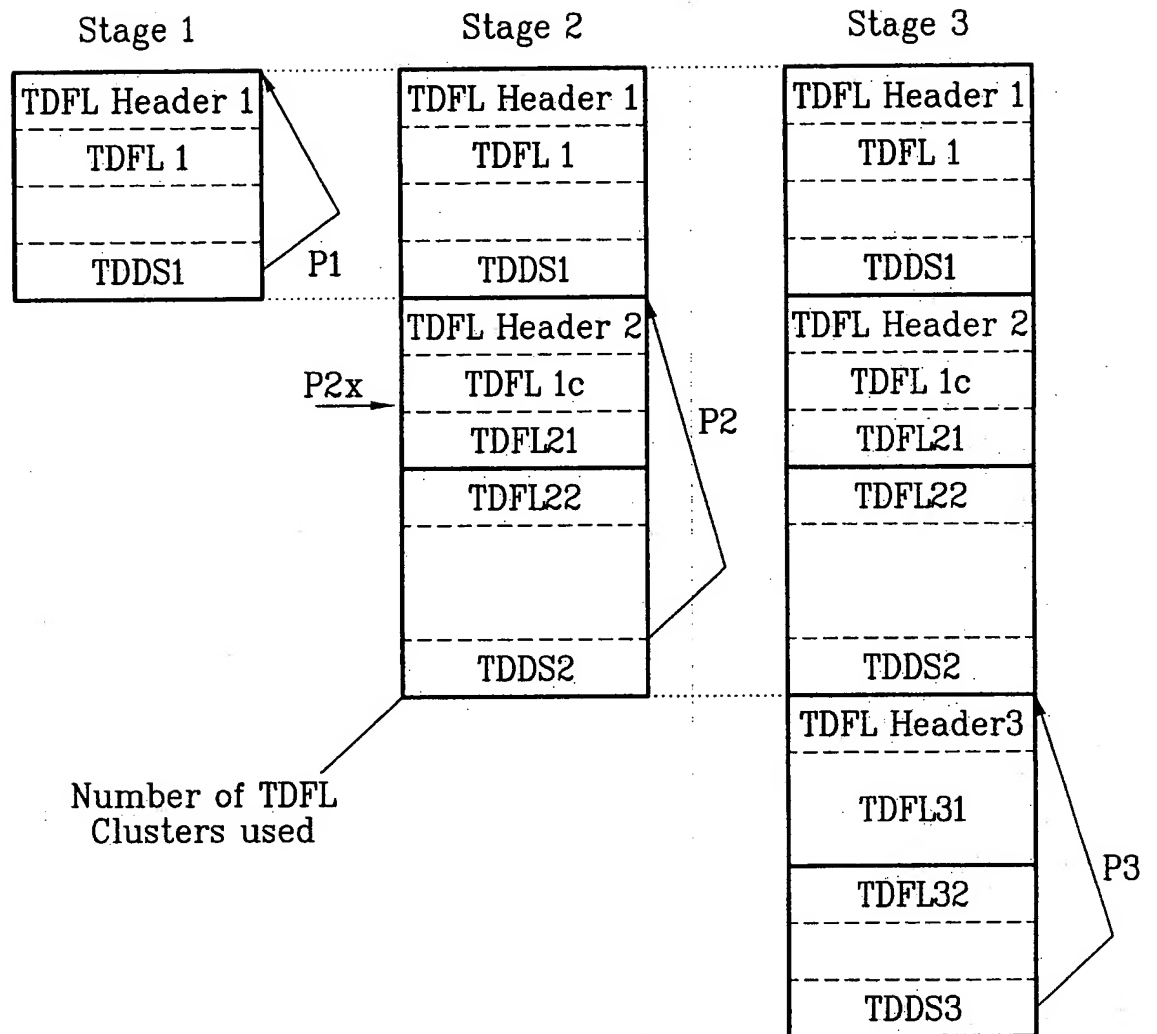 Stage 1
TDFL Header 1
TDFL 1
TDDS1
P1
Stage 2
TDFL Header 1
TDFL 1
TDDS1
TDFL Header 2
P2x
TDFL 1c
TDFL21
TDFL22
TDDS2
P2
Number of TDFL
Clusters used
Stage 3
TDFL Header 1
TDFL 1
TDDS1
TDFL Header 2
TDFL 1c
TDFL21
TDFL22
TDDS2
TDFL Header3
TDFL31
TDFL32
TDDS3
P3